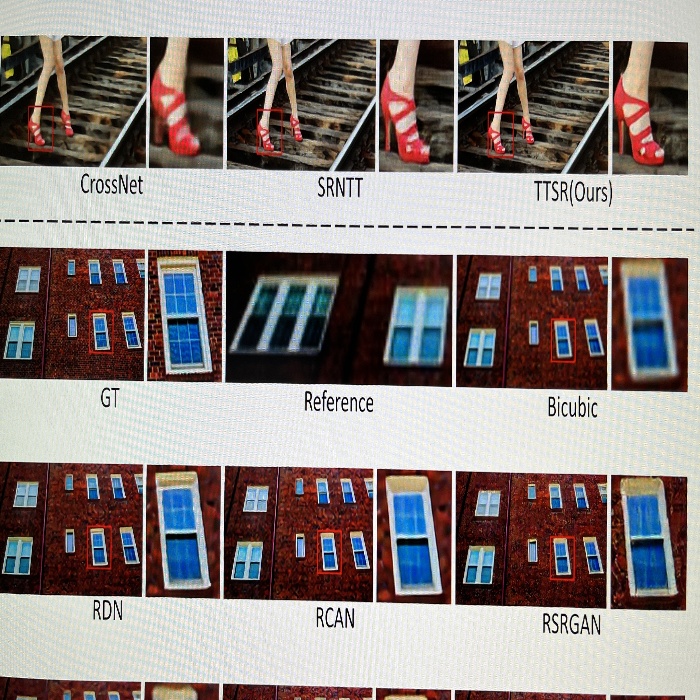 CrossNet
SRNTT
TTSR(Ours)
GT
Reference
Bicubic
RDN
RCAN
RSRGAN